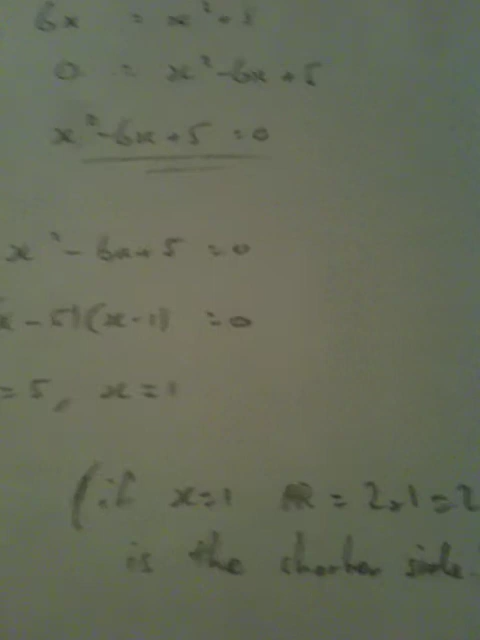 6x = x² + 5
0 = x² - 6x + 5
x² - 6x + 5 = 0
x² - 6x + 5 = 0
x - 5)(x - 1) = 0
= 5, x = 1
(if x = 1 = 2x1 = 2
is the shorter side.